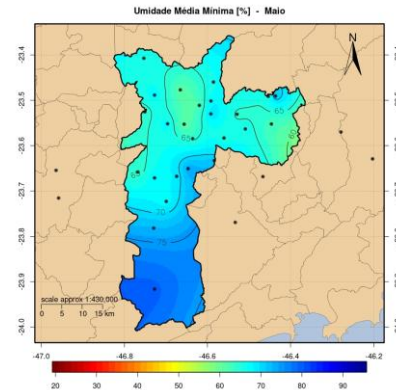 Umidade Média Mínima [%] - Maio
N
-23.4
-23.5
-23.6
-23.7
-23.8
-23.9
-24.0
65
65
60
65
70
75
scale approx 1:430,000
0 5 10 15 km
-47.0 -46.8 -46.6 -46.4 -46.2
20 30 40 50 60 70 80 90